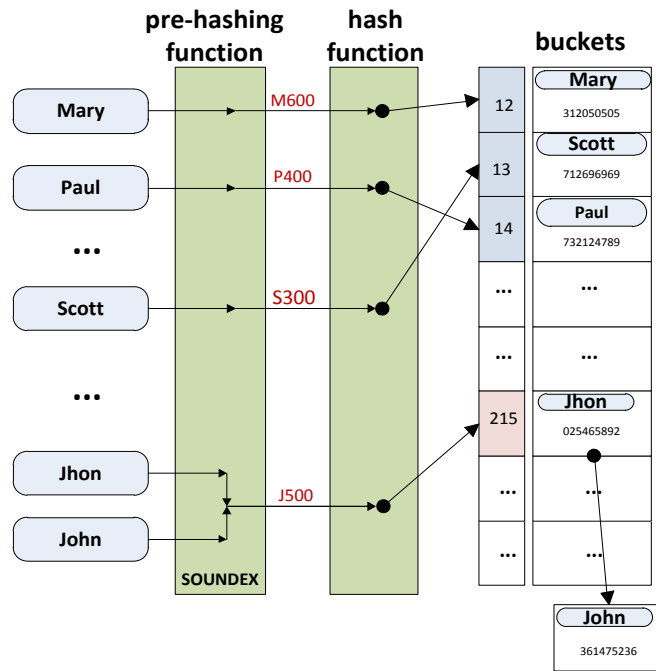 pre-hashing
function
hash
function
buckets
Mary
M600
12
Mary
312050505
Scott
13
712696969
Paul
P400
14
Paul
732124789
...
...
...
Scott
S300
...
...
...
215
Jhon
025465892
Jhon
J500
...
...
John
...
...
SOUNDEX
John
361475236